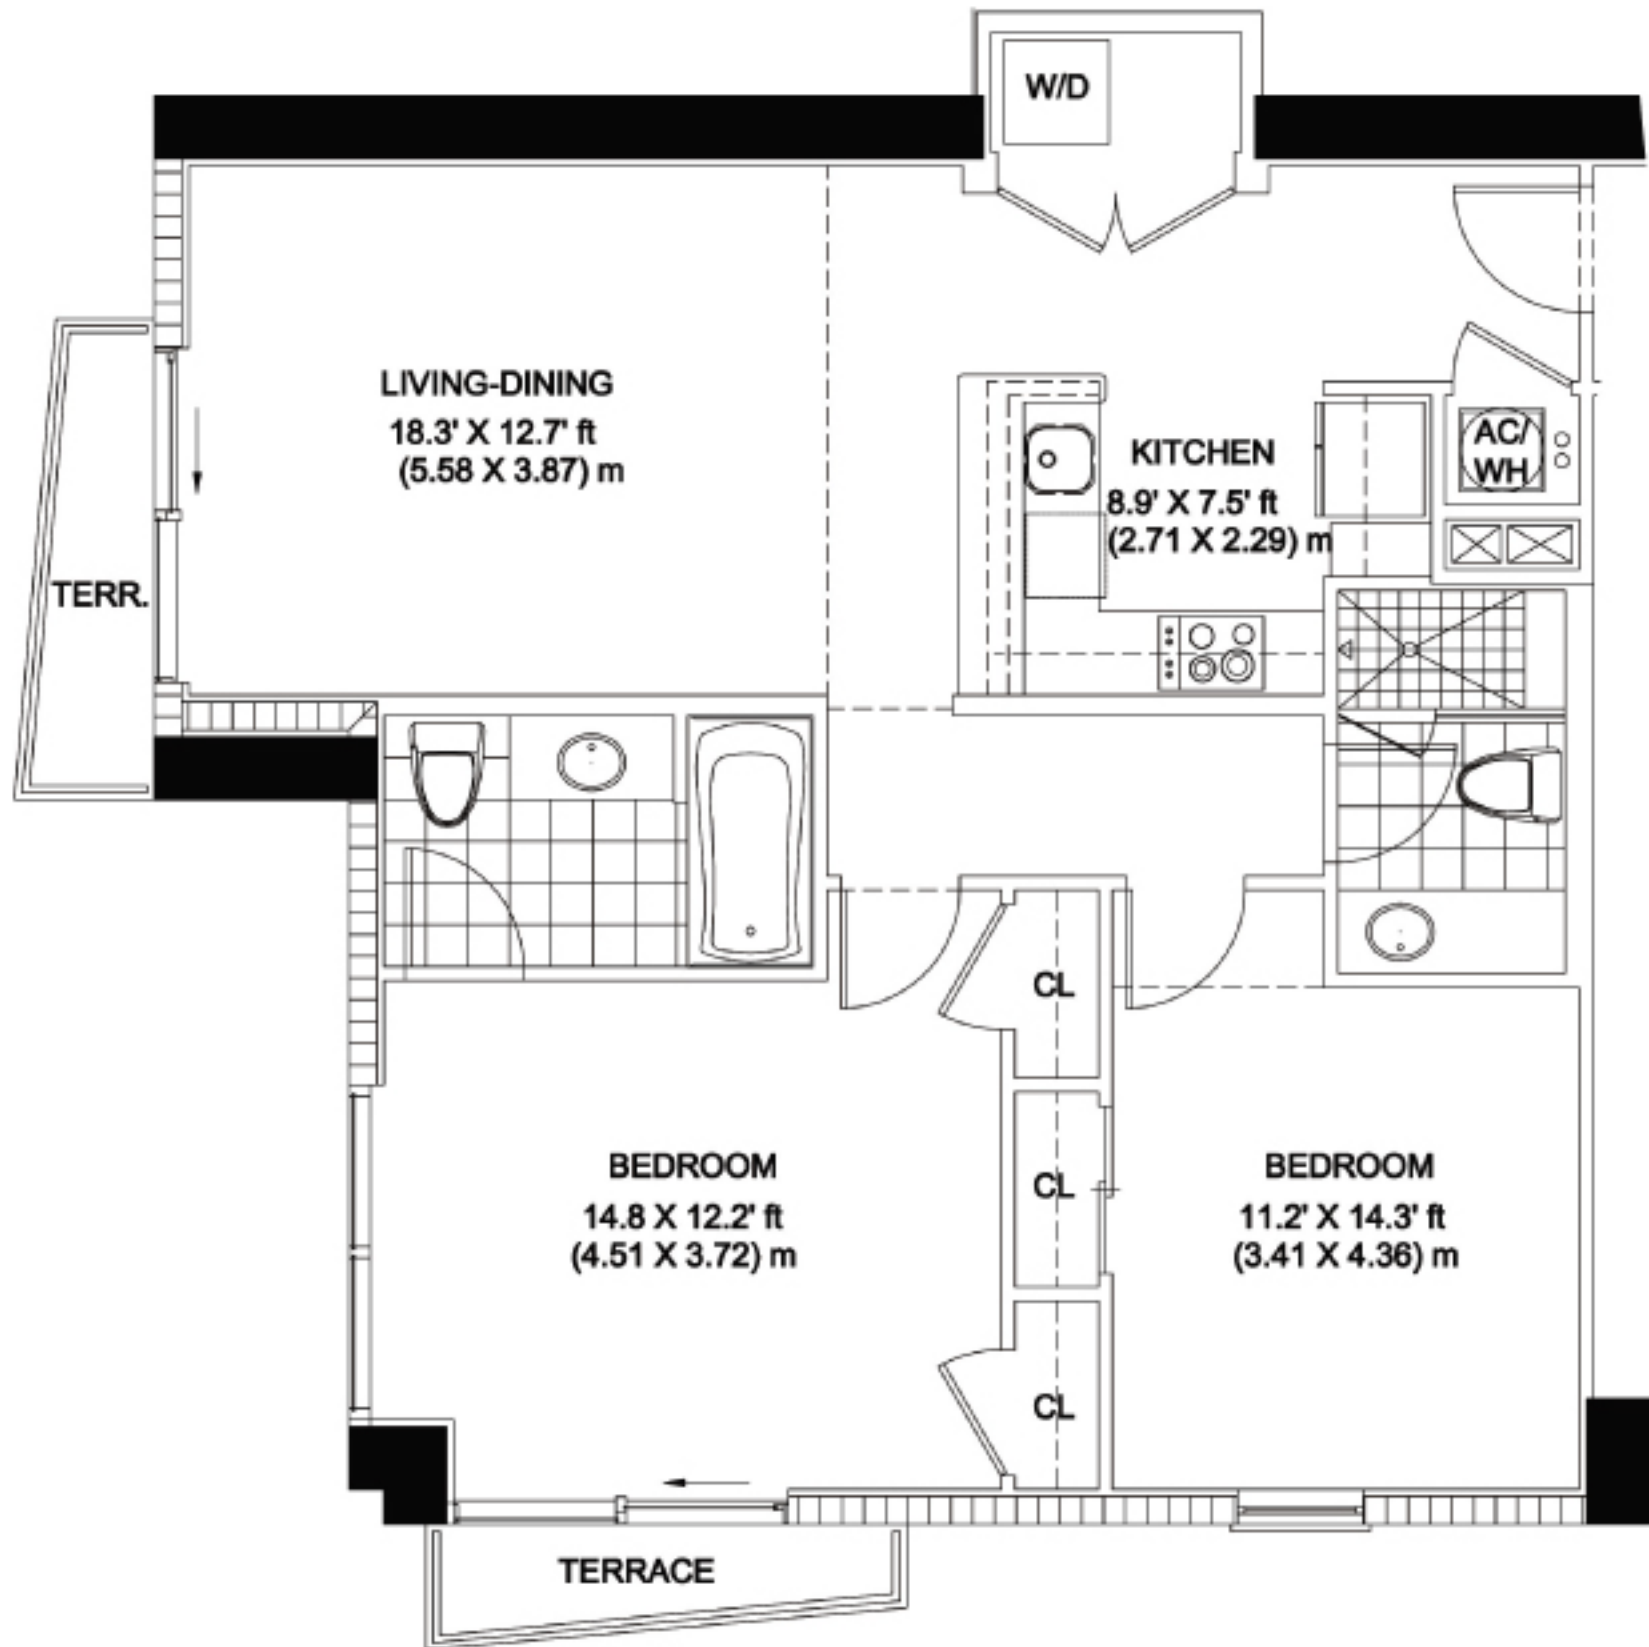 W/D
LIVING-DINING
18.3' X 12.7' ft
(5.58 X 3.87) m
KITCHEN
8.9' X 7.5' ft
(2.71 X 2.29) m
AC/
WH
TERR.
CL
BEDROOM
14.8 X 12.2' ft
(4.51 X 3.72) m
CL
BEDROOM
11.2' X 14.3' ft
(3.41 X 4.36) m
CL
TERRACE